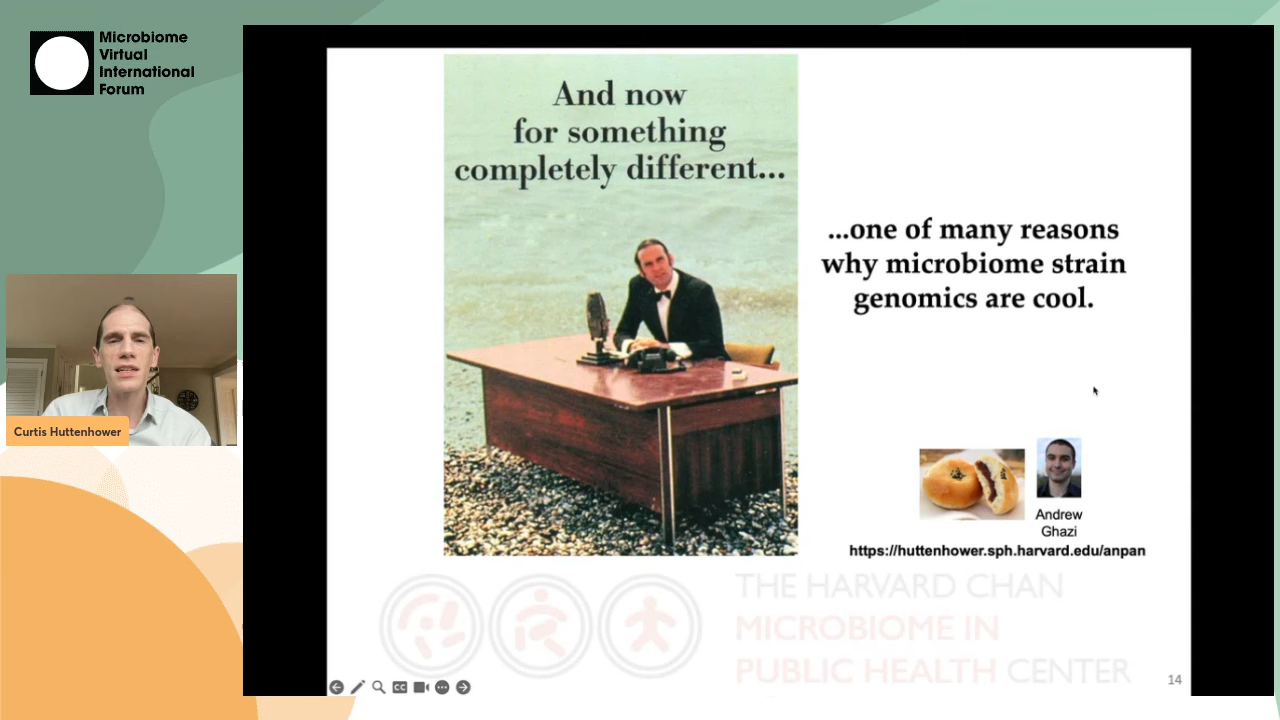 Microbiome
Virtual
International
Forum
And now
for something
completely different...
...one of many reasons
why microbiome strain
genomics are cool.
Curtis Huttenhower
Andrew
Ghazi
https://huttenhower.sph.harvard.edu/anpan
THE HARVARD CHAN
MICROBIOME IN
PUBLIC HEALTH CENTER
CC
14